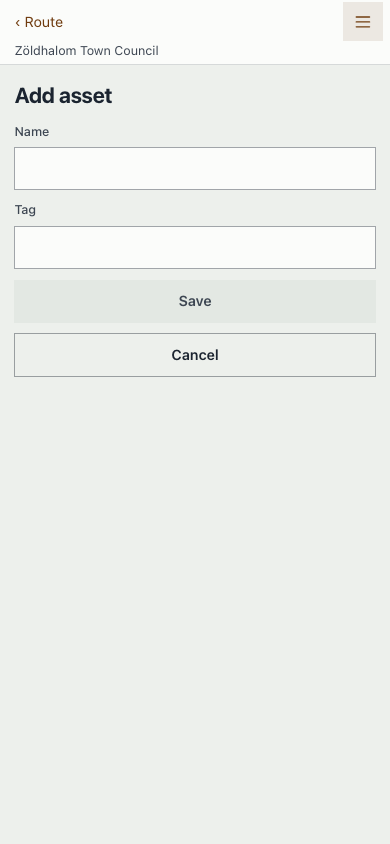 ‹ Route
Zöldhalom Town Council
Add asset
Name
Tag
Save
Cancel